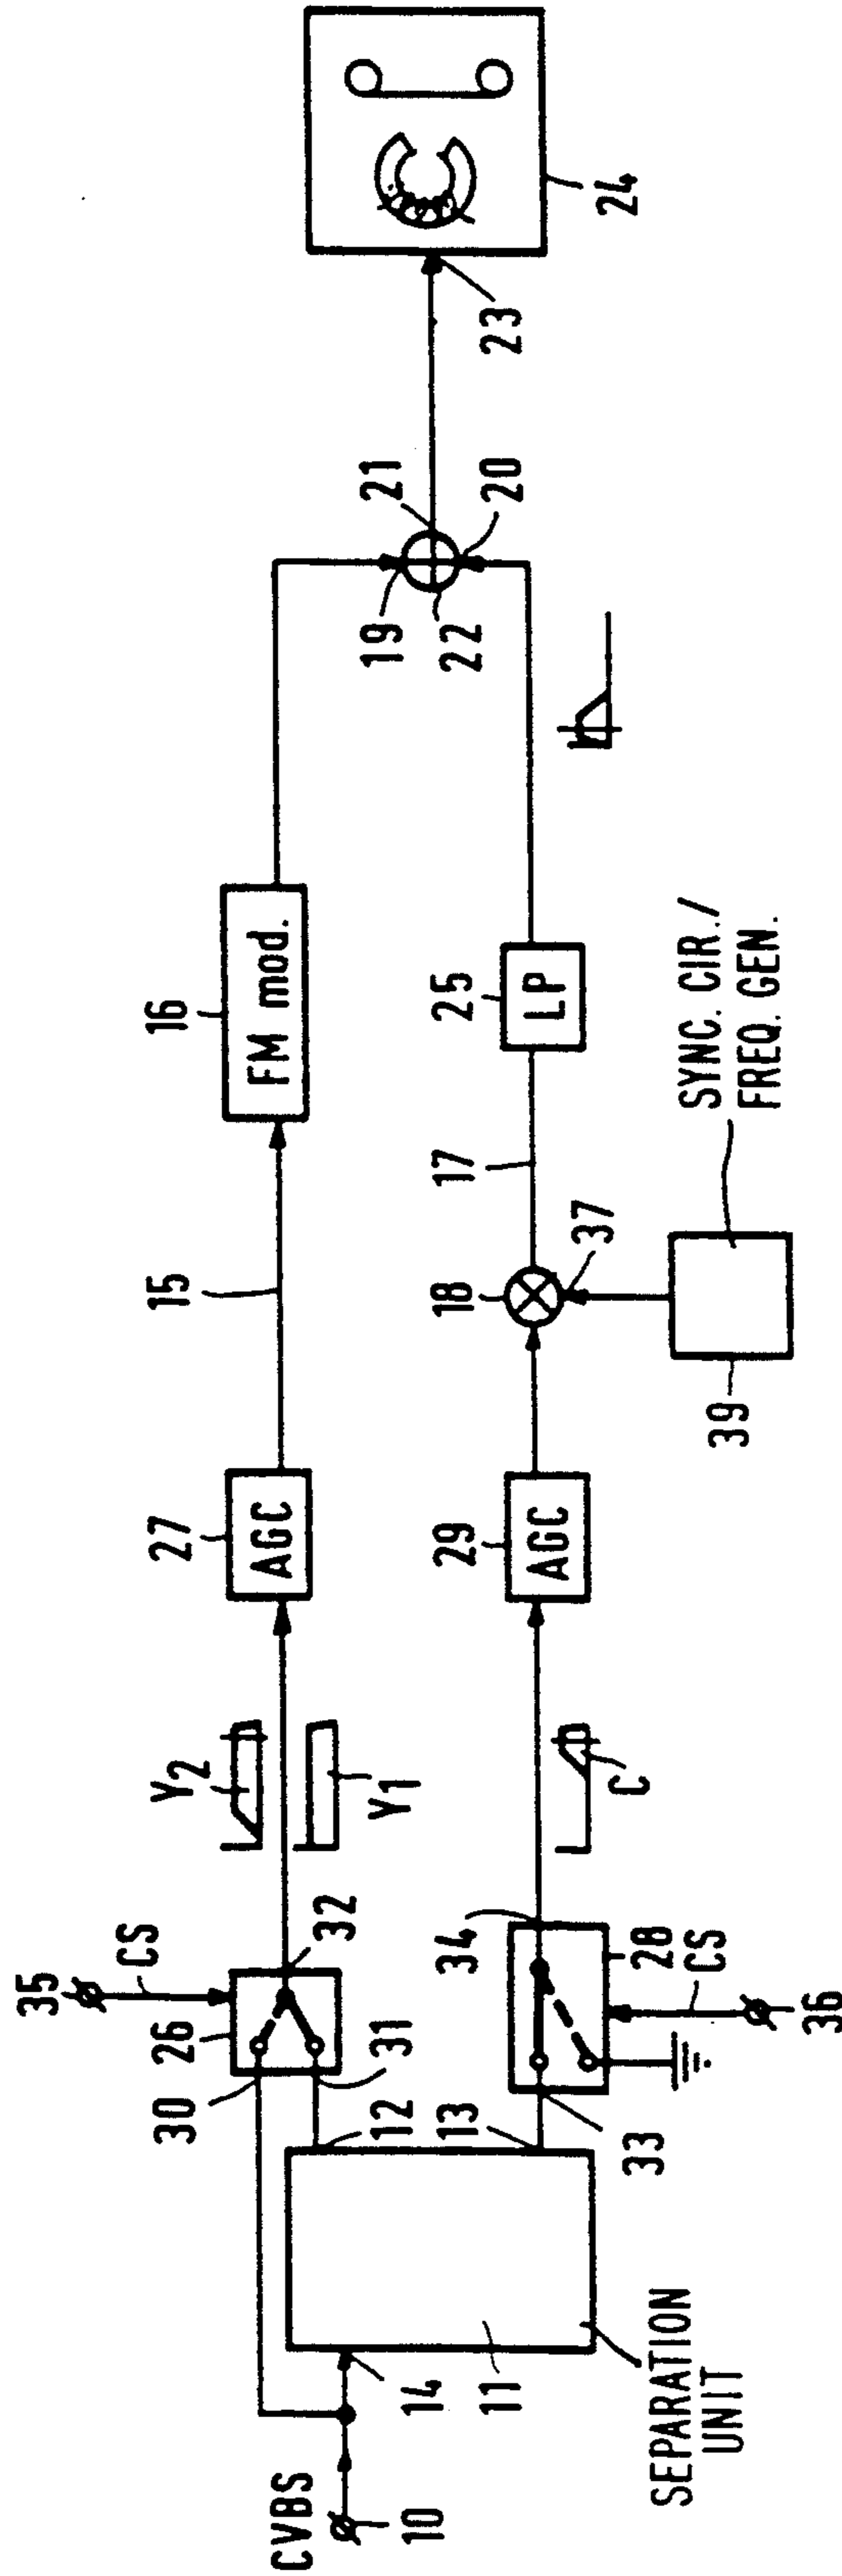 CVBS
10
14
11
SEPARATION
UNIT
12
13
30
31
26
35
CS
32
33
34
28
CS
36
Y2
Y1
C
27
AGC
29
AGC
15
18
37
39
SYNC. CIR./
FREQ. GEN.
17
16
FM mod.
25
LP
19
22
21
20
23
24